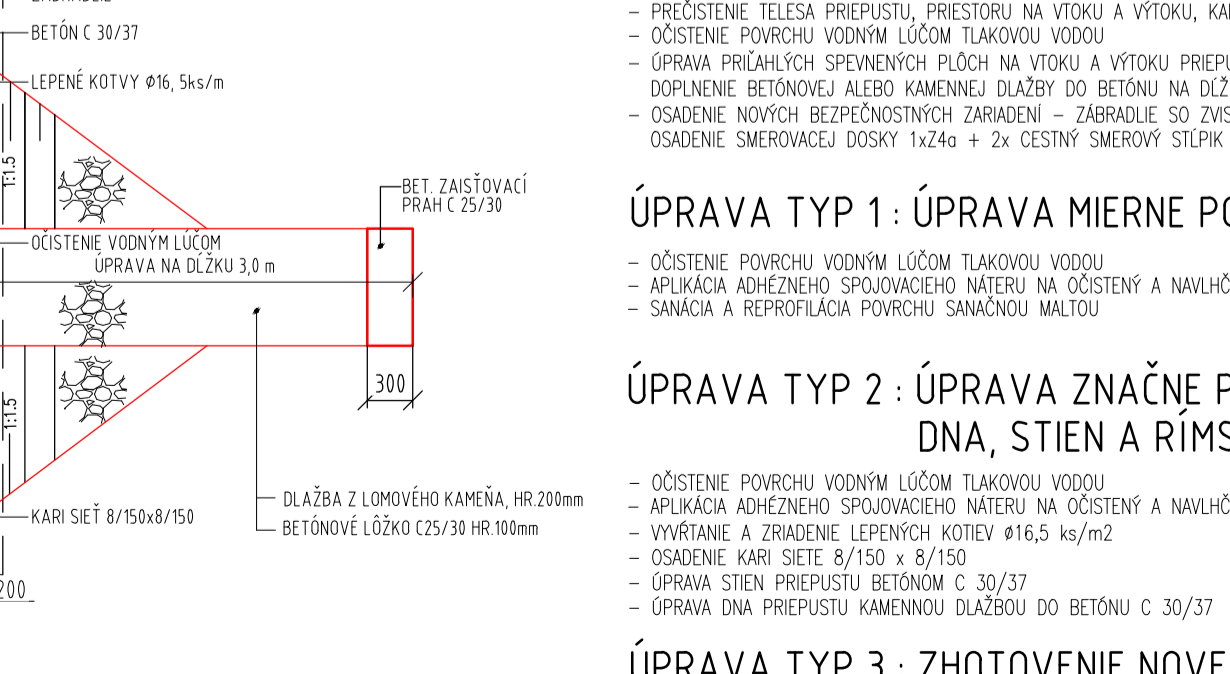 BETÓN C 30/37
LEPENÉ KOTVY Ø16, 5ks/m
1:1.5
BET. ZAISŤOVACÍ
PRAH C 25/30
OČISTENIE VODNÝM LÚČOM
ÚPRAVA NA DĹŽKU 3,0 m
300
1:1.5
DLAŽBA Z LOMOVÉHO KAMEŇA, HR.200mm
BETÓNOVÉ LÔŽKO C25/30 HR.100mm
KARI SIEŤ 8/150x8/150
200
– PREČISTENIE TELESA PRIEPUSTU, PRIESTORU NA VTOKU A VÝTOKU,
– OČISTENIE POVRCHU VODNÝM LÚČOM TLAKOVOU VODOU
– ÚPRAVA PRIĽAHLÝCH SPEVNENÝCH PLÔCH NA VTOKU A VÝTOKU PRIEPU
DOPLNENIE BETÓNOVEJ ALEBO KAMENNEJ DLAŽBY DO BETÓNU NA DĹŽ
– OSADENIE NOVÝCH BEZPEČNOSTNÝCH ZARIADENÍ – ZÁBRADLIE SO ZVIS
OSADENIE SMEROVACEJ DOSKY 1xZ4a + 2x CESTNÝ SMEROVÝ STĹPIK
ÚPRAVA TYP 1 : ÚPRAVA MIERNE PO
– OČISTENIE POVRCHU VODNÝM LÚČOM TLAKOVOU VODOU
– APLIKÁCIA ADHÉZNEHO SPOJOVACIEHO NÁTERU NA OČISTENÝ A NAVLHČ
– SANÁCIA A REPROFILÁCIA POVRCHU SANAČNOU MALTOU
ÚPRAVA TYP 2 : ÚPRAVA ZNAČNE P
DNA, STIEN A RÍMS
– OČISTENIE POVRCHU VODNÝM LÚČOM TLAKOVOU VODOU
– APLIKÁCIA ADHÉZNEHO SPOJOVACIEHO NÁTERU NA OČISTENÝ A NAVLHČ
– VYVŔTANIE A ZRIADENIE LEPENÝCH KOTIEV Ø16,5 ks/m2
– OSADENIE KARI SIETE 8/150 x 8/150
– ÚPRAVA STIEN PRIEPUSTU BETÓNOM C 30/37
– ÚPRAVA DNA PRIEPUSTU KAMENNOU DLAŽBOU DO BETÓNU C 30/37
ÚPRAVA TYP 3 : ZHOTOVENIE NOVE